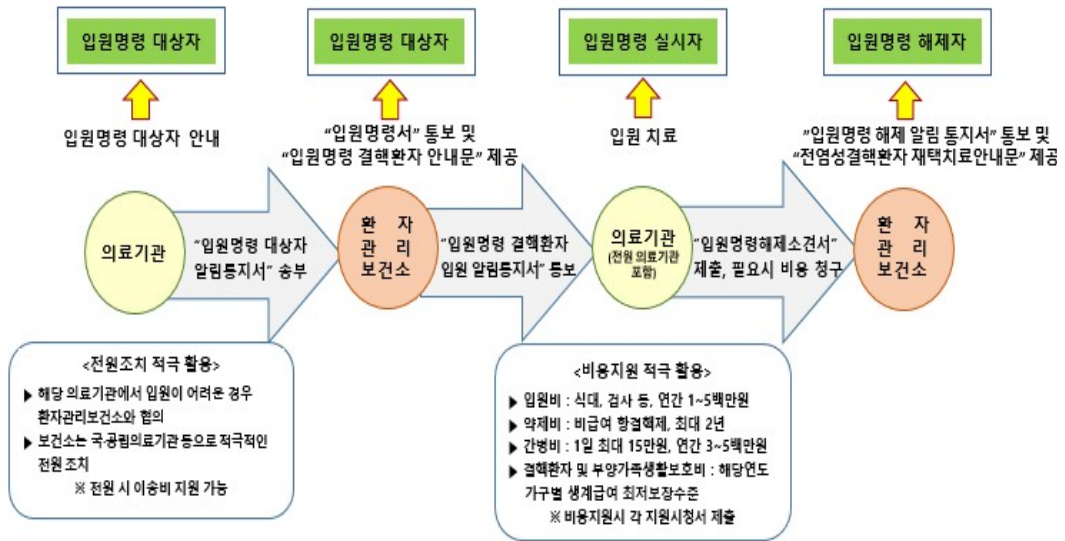 입원명령 대상자
입원명령 대상자
입원명령 실시자
입원명령 해제자
입원명령 대상자 안내
“입원명령서” 통보 및
“입원명령 결핵환자 안내문” 제공
입원 치료
“입원명령 해제 알림 통지서” 통보 및
“전염성결핵환자 재택치료안내문” 제공
의료기관
“입원명령 대상자
알림통지서” 송부
환 자
관 리
보건소
“입원명령 결핵환자
입원 알림통지서” 통보
의료기관
(전원 의료기관
포함)
“입원명령해제소견서”
제출, 필요시 비용 청구
환 자
관 리
보건소
<전원조치 적극 활용>
▶ 해당 의료기관에서 입원이 어려운 경우
환자관리보건소와 협의
▶ 보건소는 국·공립의료기관 등으로 적극적인
전원 조치
※ 전원 시 이송비 지원 가능
<비용지원 적극 활용>
▶ 입원비 : 식대, 검사 등, 연간 1~5백만원
▶ 약제비 : 비급여 항결핵제, 최대 2년
▶ 간병비 : 1일 최대 15만원, 연간 3~5백만원
▶ 결핵환자 및 부양가족생활보호비 : 해당연도
가구별 생계급여 최저보장수준
※ 비용지원시 각 지원시청서 제출